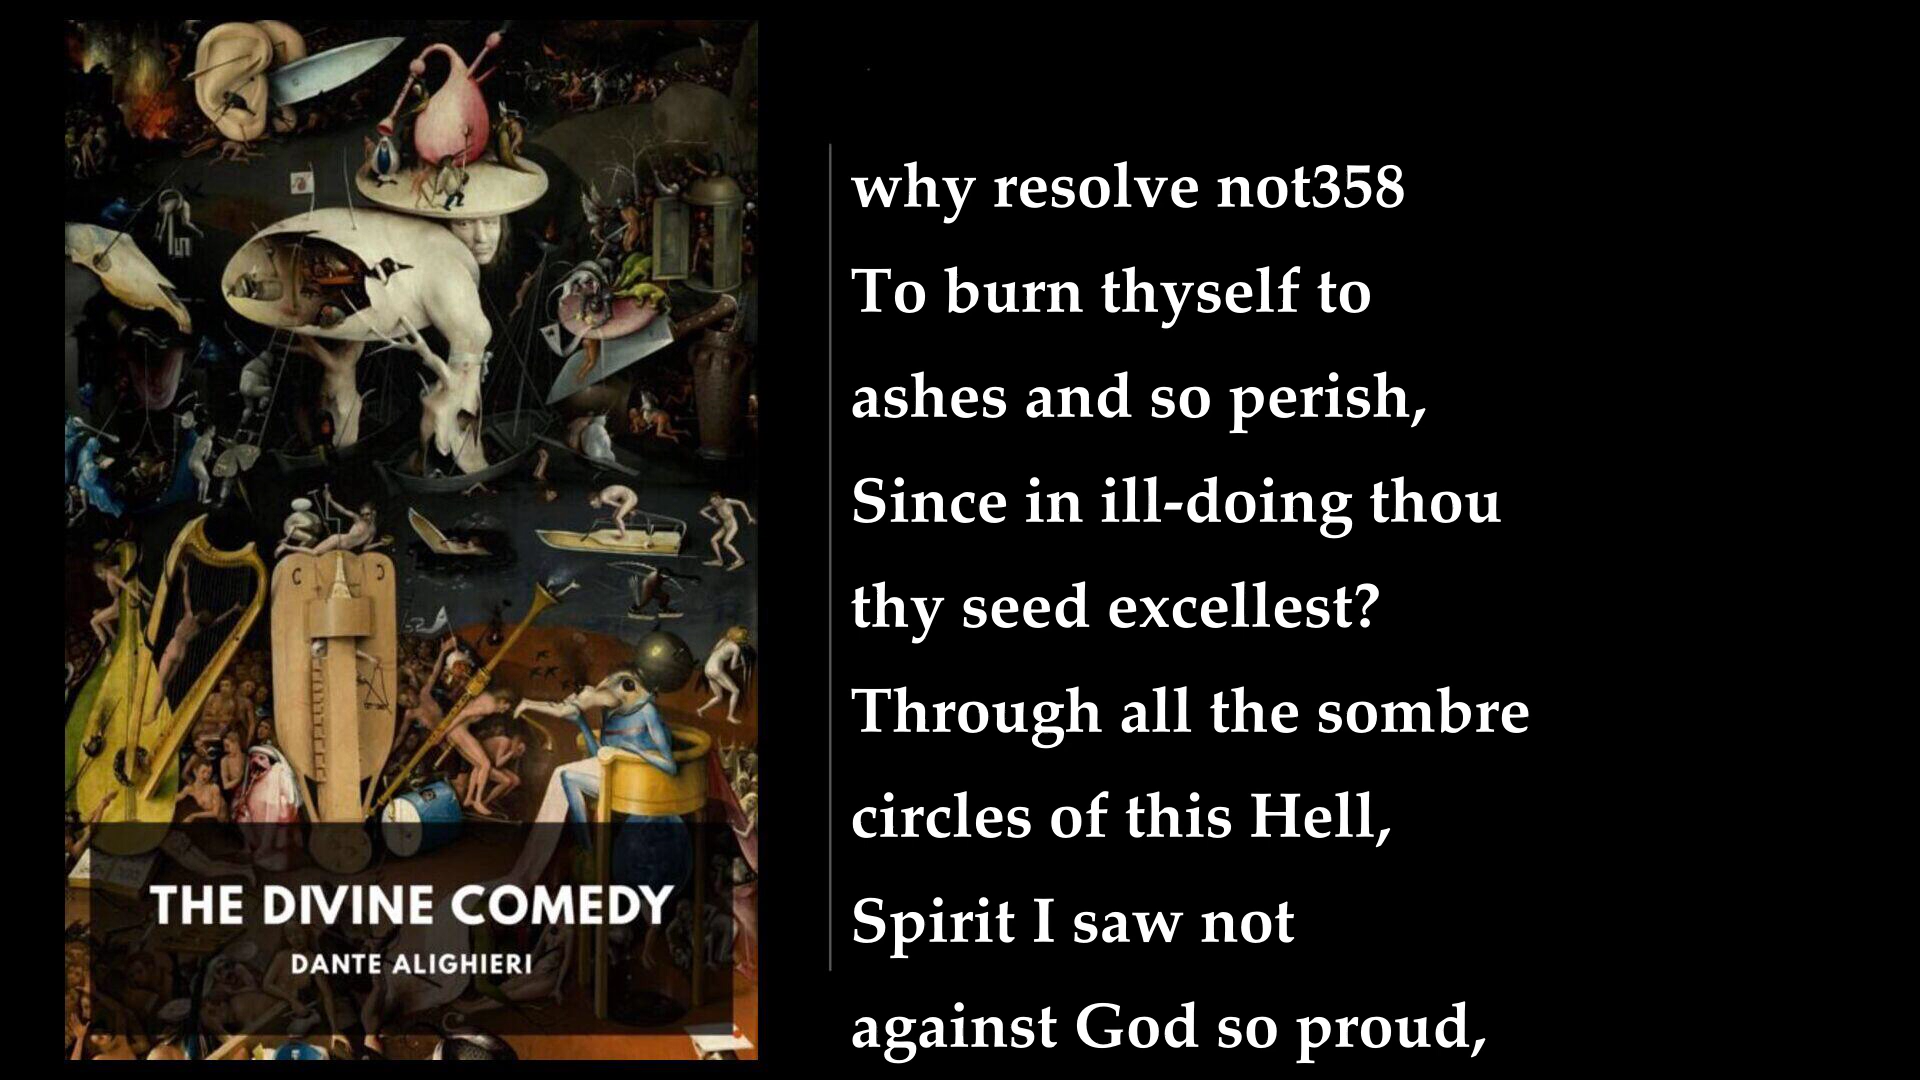 THE DIVINE COMEDY
DANTE ALIGHIERI
why resolve not358
To burn thyself to
ashes and so perish,
Since in ill-doing thou
thy seed excellest?
Through all the sombre
circles of this Hell,
Spirit I saw not
against God so proud,